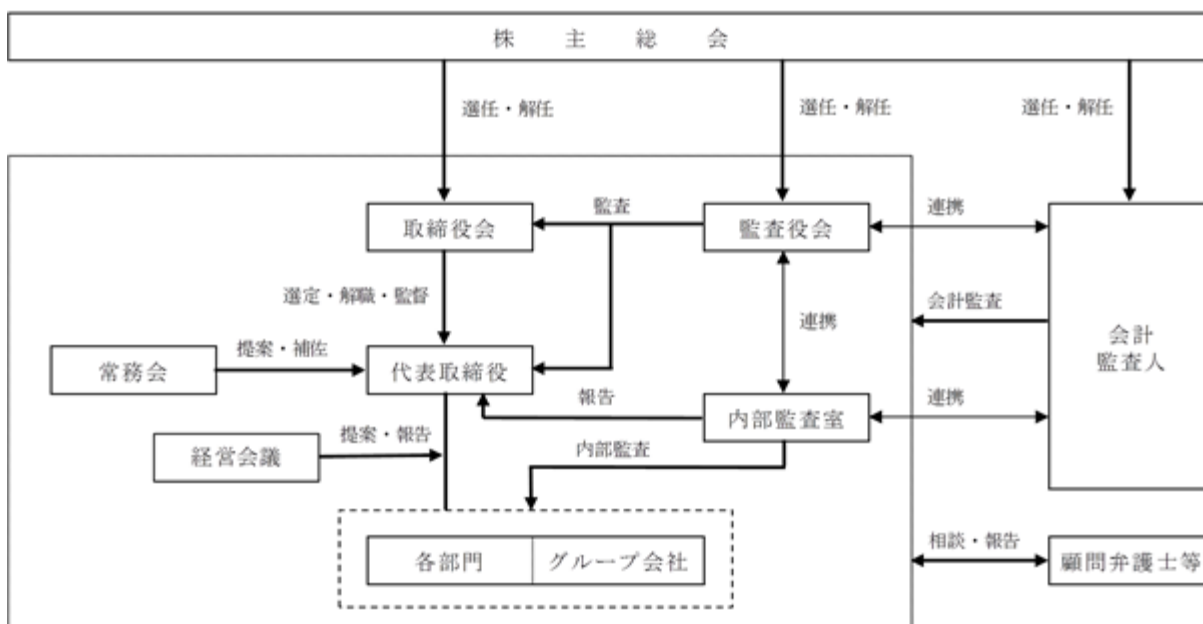 株主総会
選任・解任
選任・解任
選任・解任
取締役会
監査
監査役会
連携
選定・解職・監督
連携
会計監査
会計
監査人
常務会
提案・補佐
代表取締役
報告
内部監査室
連携
経営会議
提案・報告
内部監査
各部門
グループ会社
相談・報告
顧問弁護士等